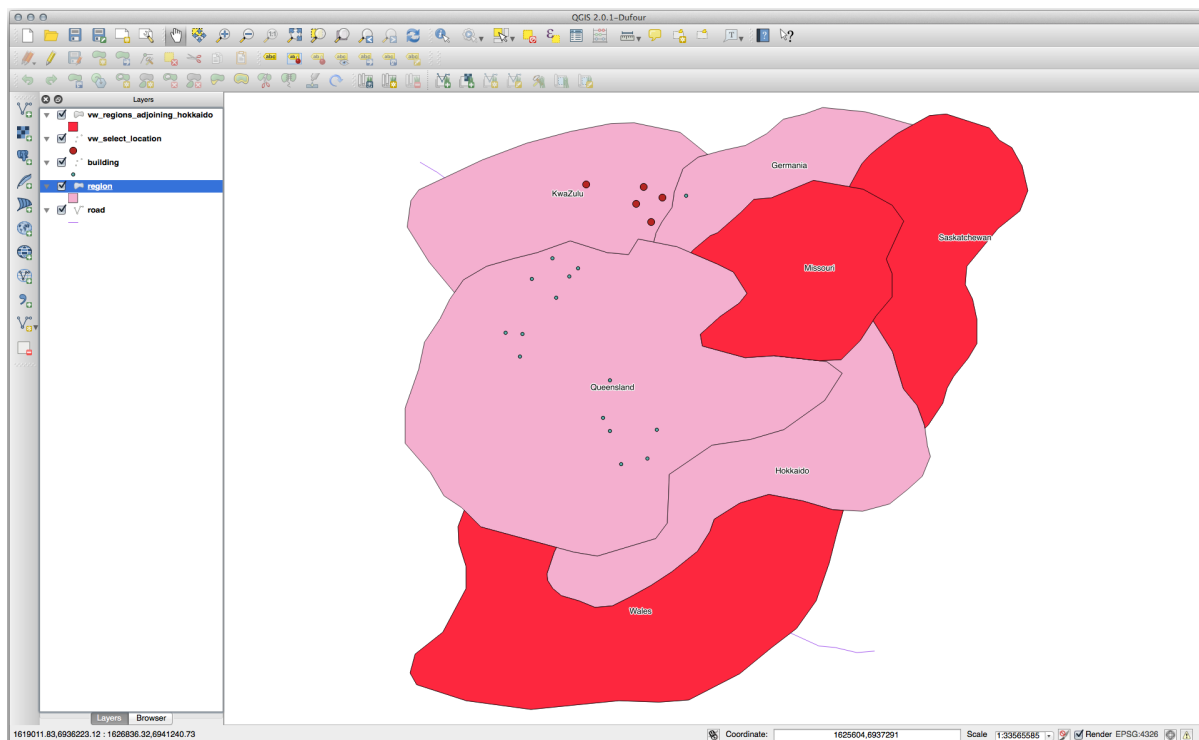 QGIS 2.0.1-Dufour
Layers
vw_regions_adjoining_hokkaido
vw_select_location
building
region
road
Germania
KwaZulu
Saskatchewan
Missouri
Queensland
Hokkaido
Wales
Layers Browser
1619011.83,6936223.12 : 1626836.32,6941240.73
Coordinate: 1625604,6937291 Scale 1:33565585 Render EPSG:4326